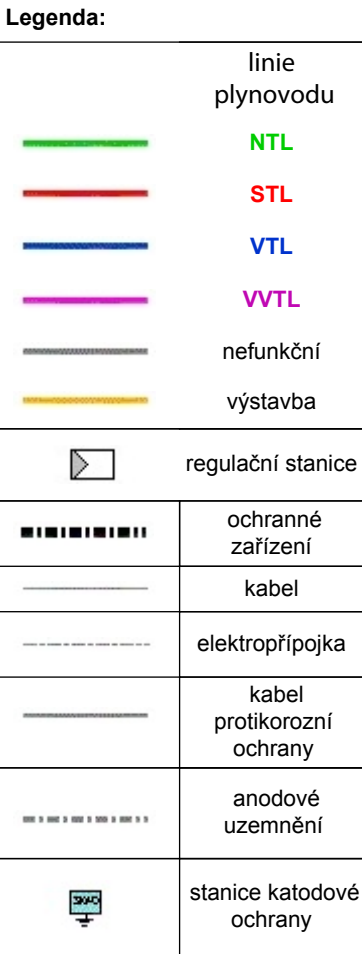 Legenda:
linie
plynovodu
NTL
STL
VTL
VVTL
nefunkční
výstavba
regulační stanice
ochranné
zařízení
kabel
elektropřípojka
kabel
protikorozní
ochrany
anodové
uzemnění
SKAO
stanice katodové
ochrany